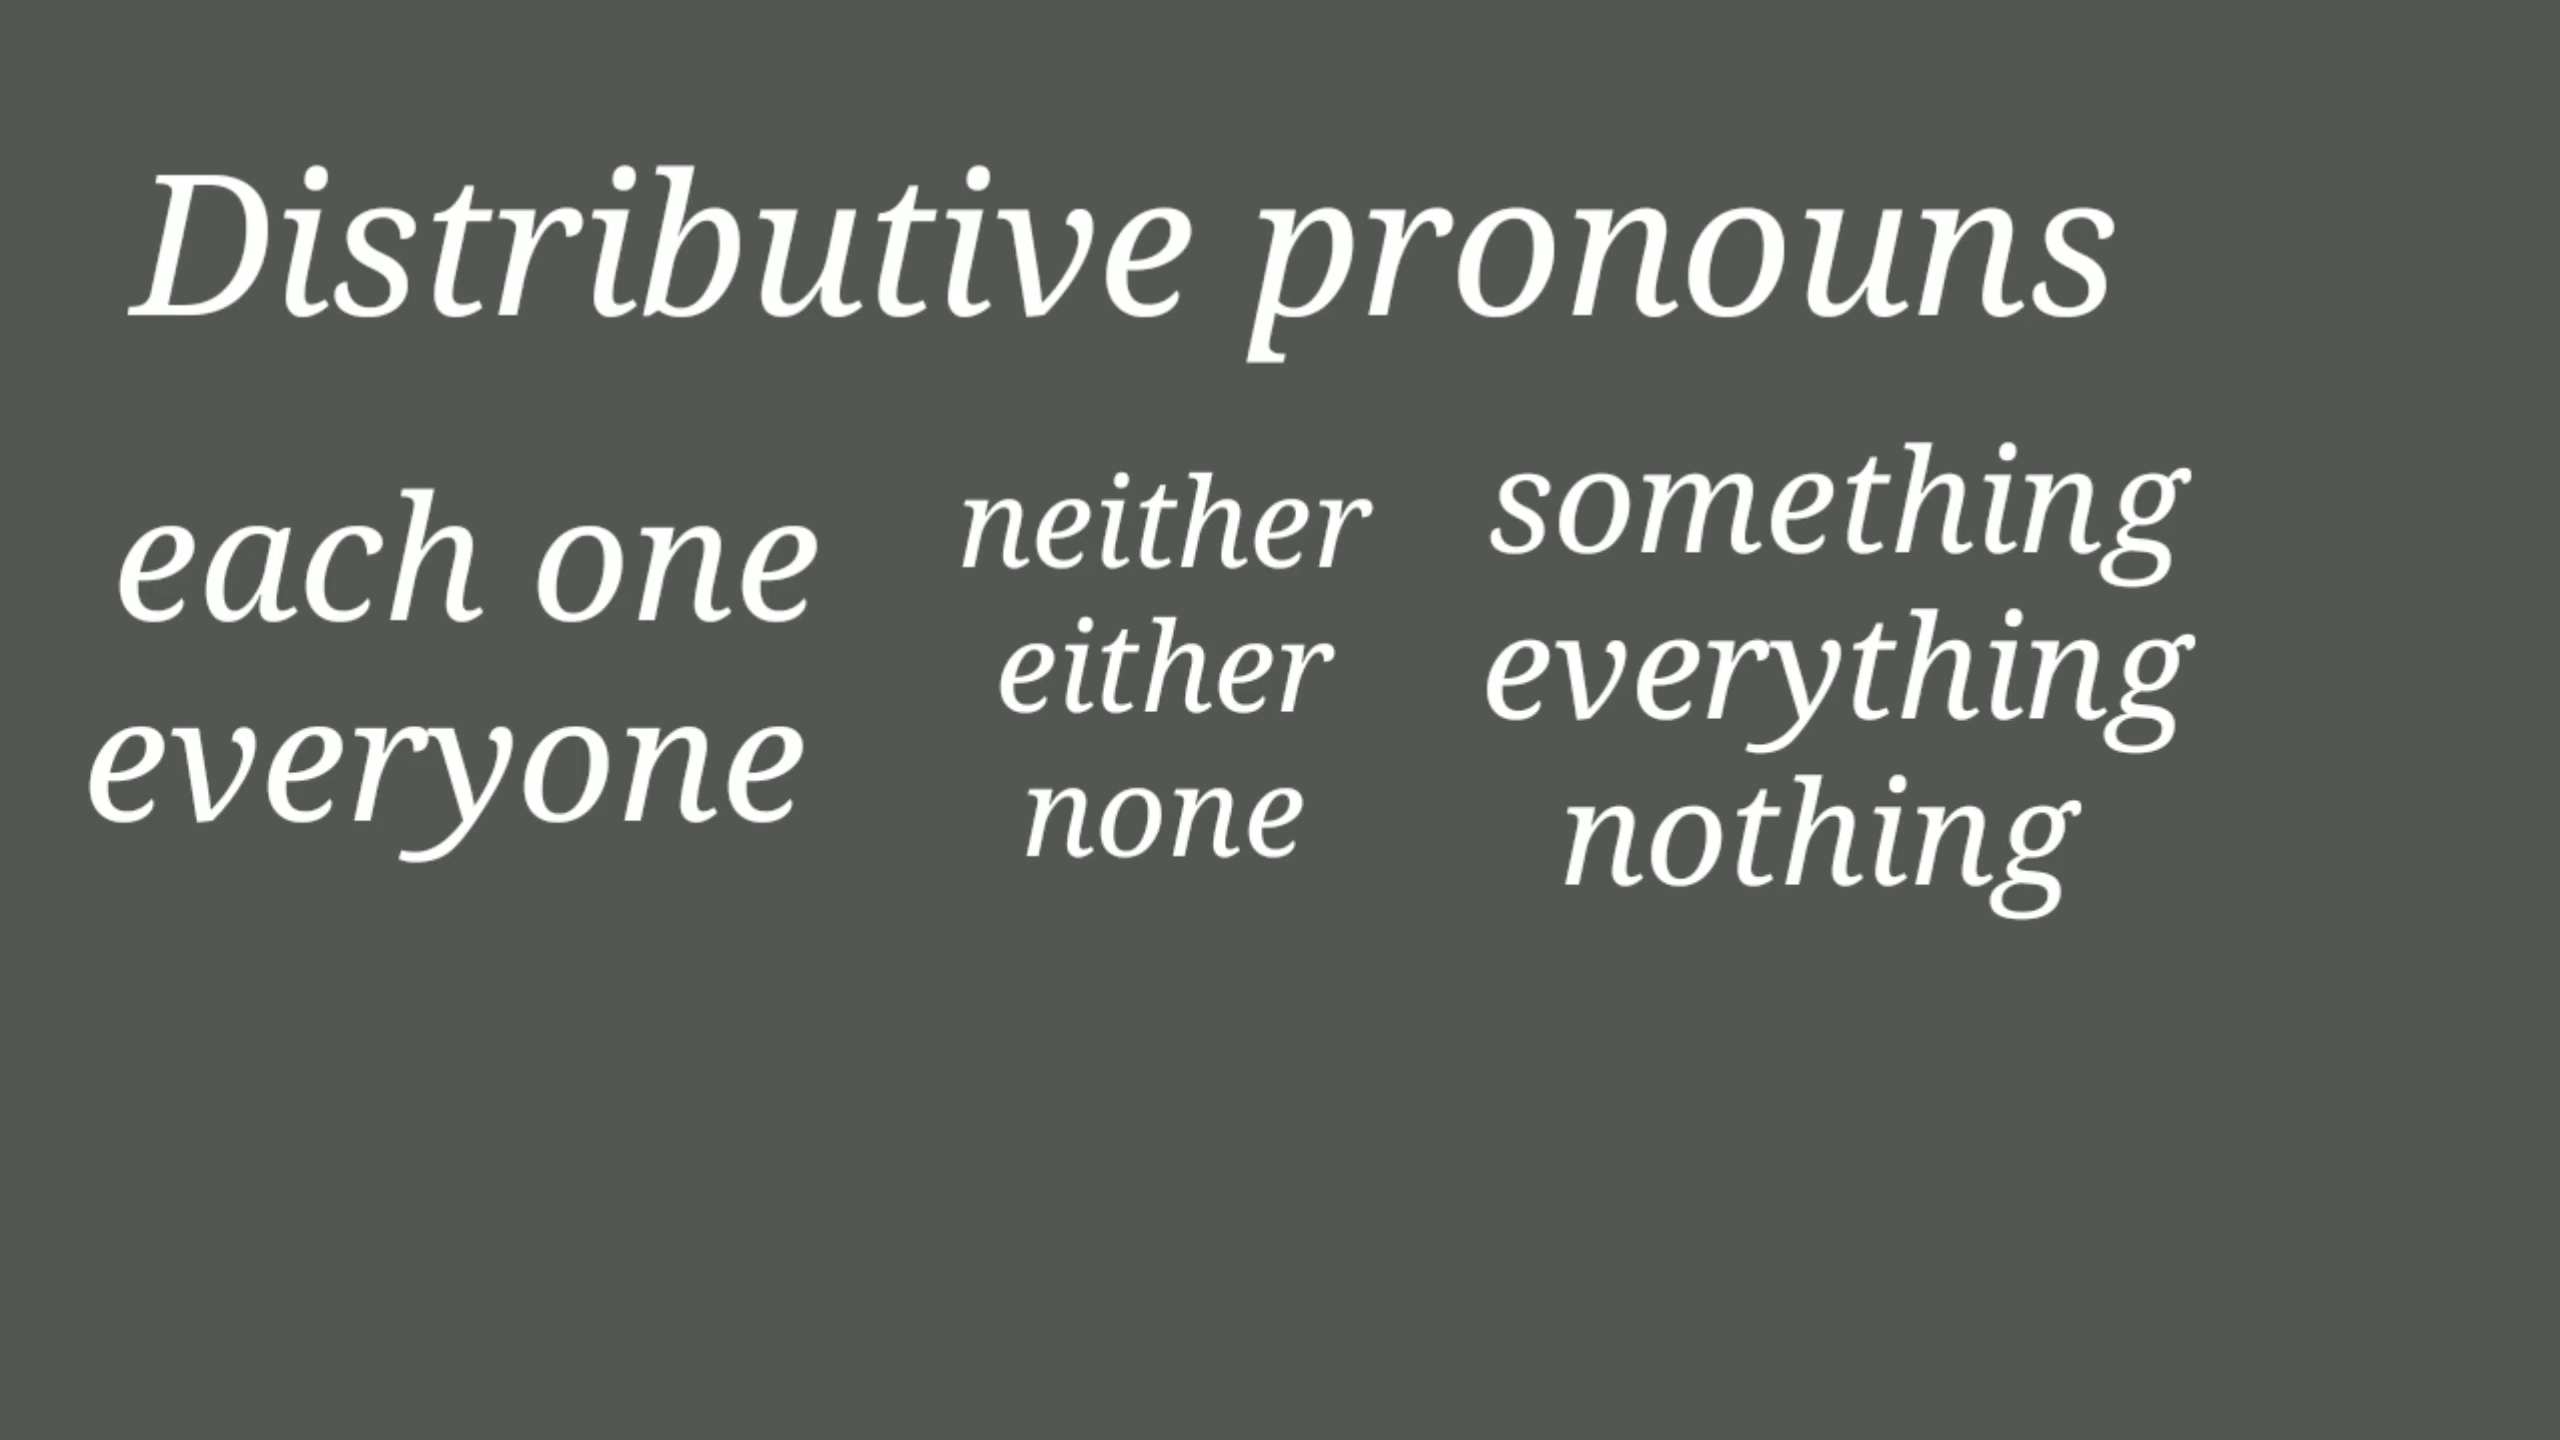 Distributive pronouns
each one
everyone
neither
either
none
something
everything
nothing